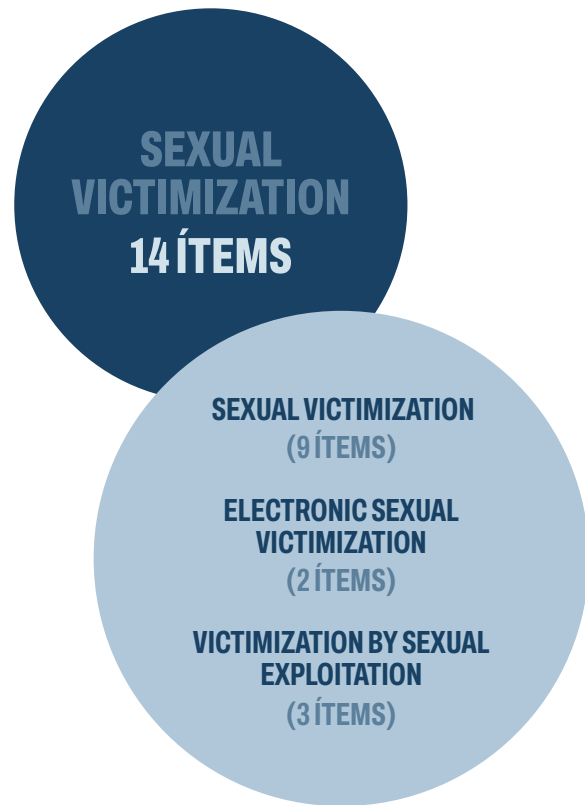 SEXUAL
VICTIMIZATION
14 ÍTEMS
SEXUAL VICTIMIZATION
(9 ÍTEMS)
ELECTRONIC SEXUAL
VICTIMIZATION
(2 ÍTEMS)
VICTIMIZATION BY SEXUAL
EXPLOITATION
(3 ÍTEMS)